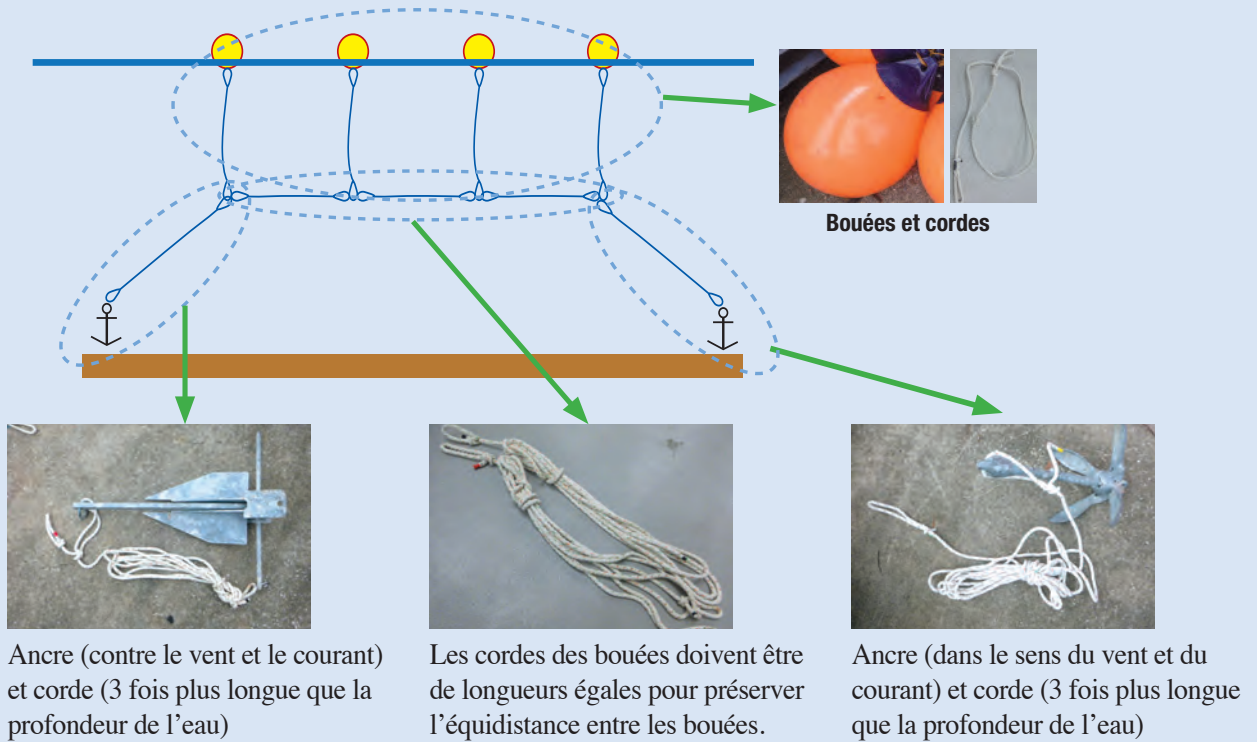 Bouées et cordes
Ancre (contre le vent et le courant)
et corde (3 fois plus longue que la
profondeur de l’eau)
Les cordes des bouées doivent être
de longueurs égales pour préserver
l’équidistance entre les bouées.
Ancre (dans le sens du vent et du
courant) et corde (3 fois plus longue
que la profondeur de l’eau)